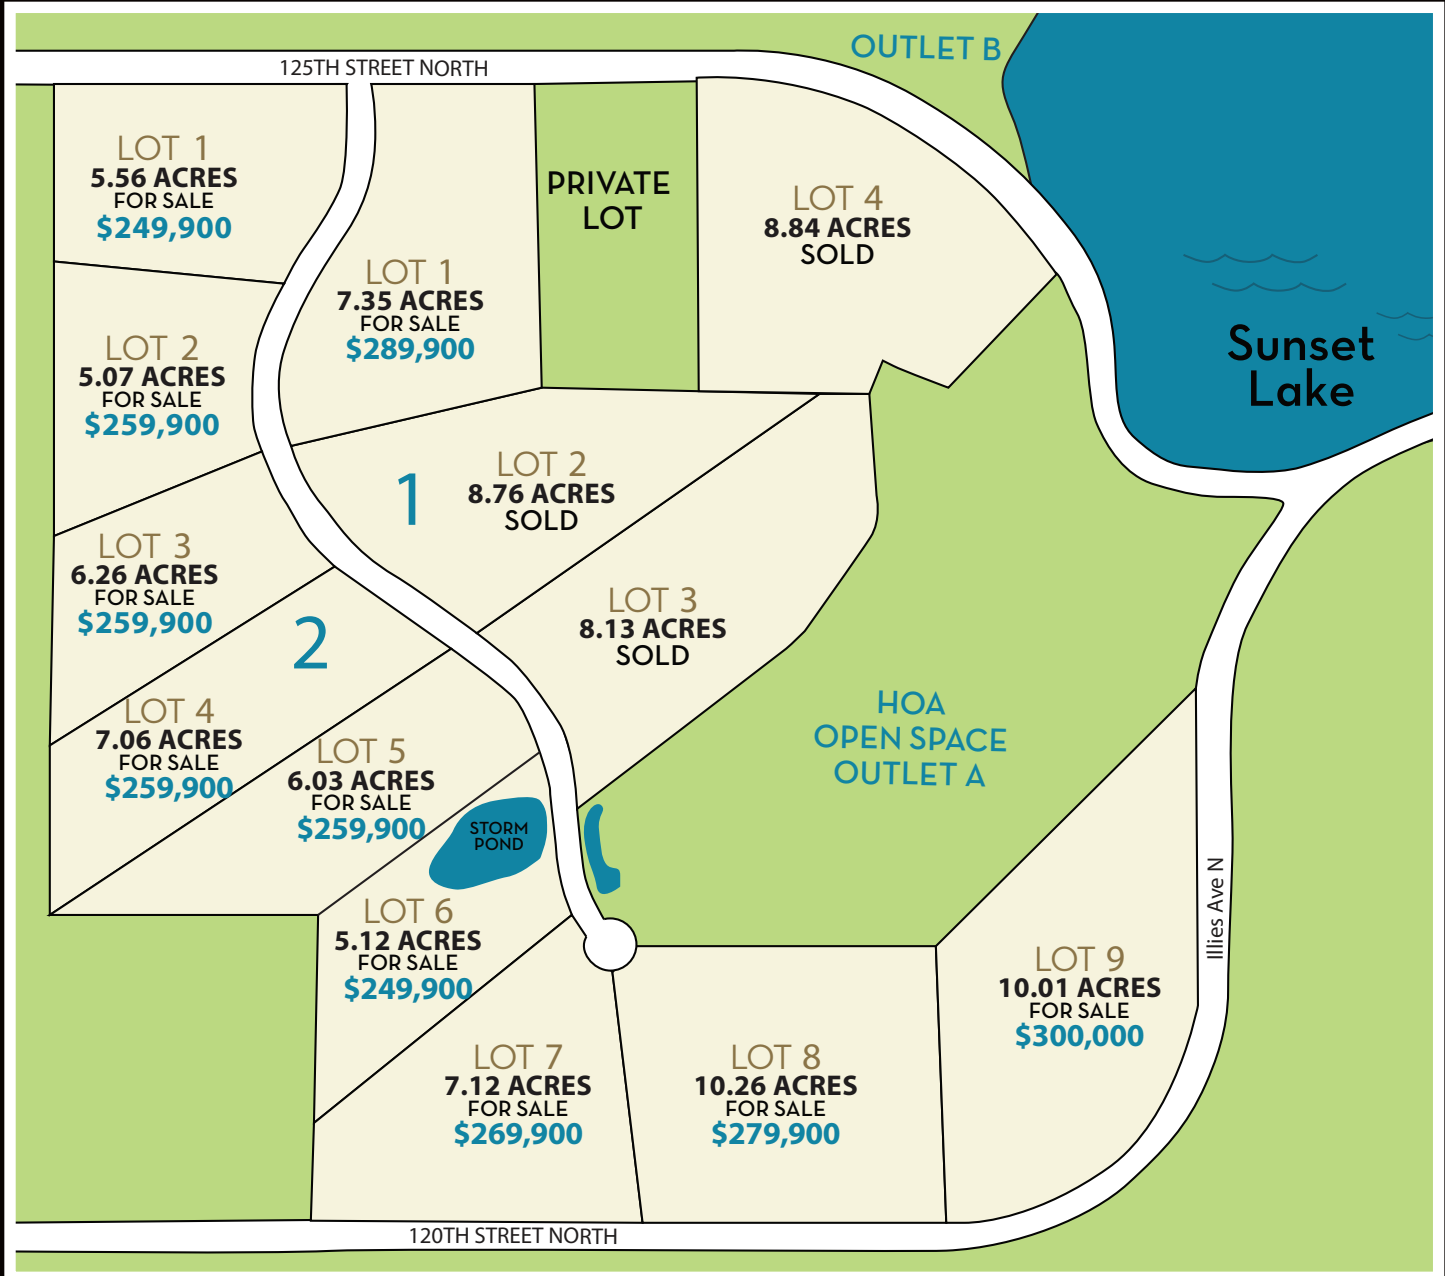 OUTLET B
125TH STREET NORTH
LOT 1
5.56 ACRES
FOR SALE
$249,900
PRIVATE
LOT
LOT 4
8.84 ACRES
SOLD
LOT 1
7.35 ACRES
FOR SALE
$289,900
Sunset
Lake
LOT 2
5.07 ACRES
FOR SALE
$259,900
1
LOT 2
8.76 ACRES
SOLD
LOT 3
6.26 ACRES
FOR SALE
$259,900
2
LOT 3
8.13 ACRES
SOLD
LOT 4
7.06 ACRES
FOR SALE
$259,900
LOT 5
6.03 ACRES
FOR SALE
$259,900
HOA
OPEN SPACE
OUTLET A
STORM
POND
LOT 6
5.12 ACRES
FOR SALE
$249,900
Illies Ave N
LOT 9
10.01 ACRES
FOR SALE
$300,000
LOT 7
7.12 ACRES
FOR SALE
$269,900
LOT 8
10.26 ACRES
FOR SALE
$279,900
120TH STREET NORTH